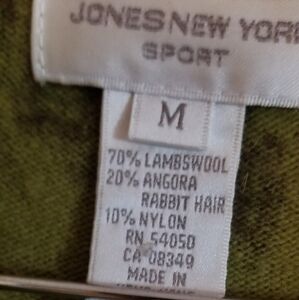 JONES NEW YORK
SPORT
M
70% LAMBSWOOL
20% ANGORA
RABBIT HAIR
10% NYLON
RN 54050
CA 08349
MADE IN